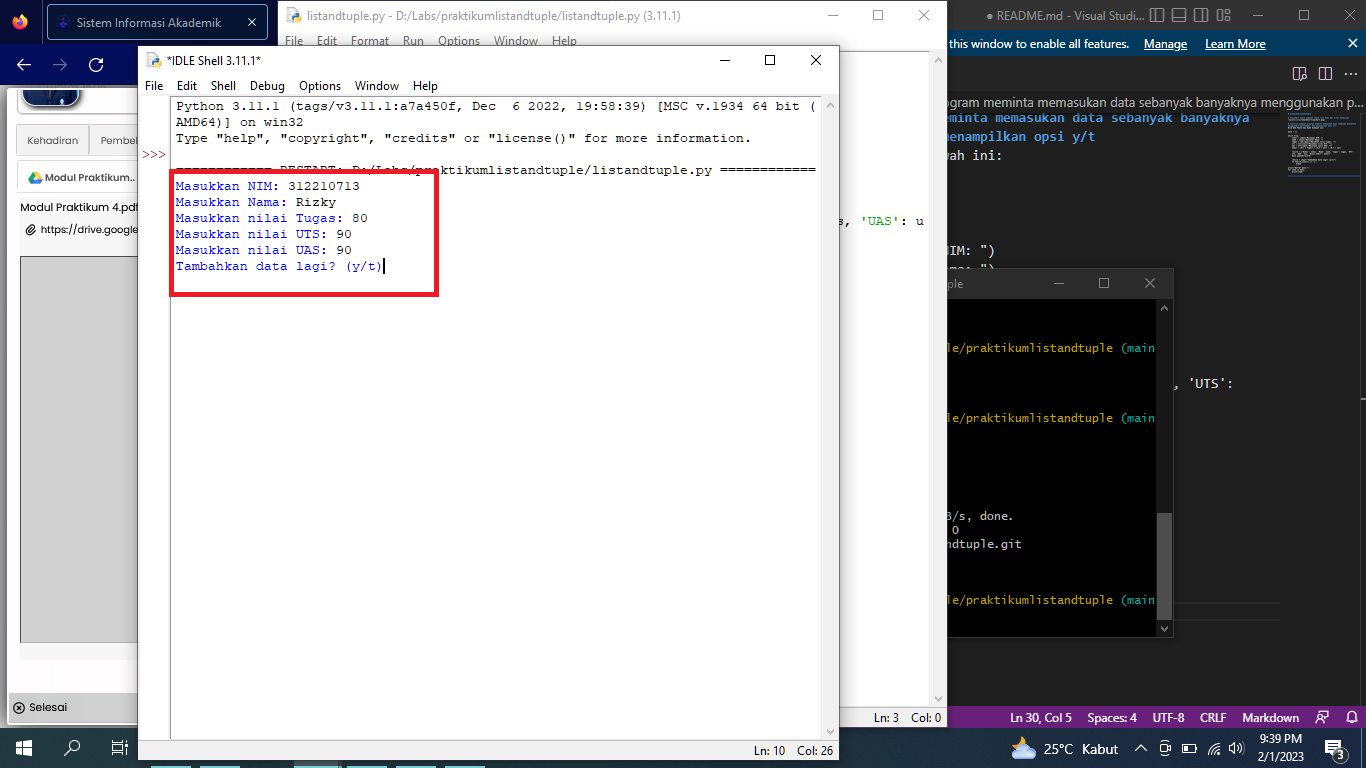 Sistem Informasi Akademik
listandtuple.py - D:/Labs/praktikumlistandtuple/listandtuple.py (3.11.1)
● README.md - Visual Studi...
File Edit Format Run Options Window Help
this window to enable all features. Manage Learn More
*IDLE Shell 3.11.1*
File Edit Shell Debug Options Window Help
Python 3.11.1 (tags/v3.11.1:a7a450f, Dec 6 2022, 19:58:39) [MSC v.1934 64 bit (
AMD64)] on win32
Type "help", "copyright", "credits" or "license()" for more information.
>>>
============ RESTART: D:/Labs/praktikumlistandtuple/listandtuple.py ============
Masukkan NIM: 312210713
Masukkan Nama: Rizky
Masukkan nilai Tugas: 80
Masukkan nilai UTS: 90
Masukkan nilai UAS: 90
Tambahkan data lagi? (y/t)
Ln: 10 Col: 26
Kehadiran
Pembel
Modul Praktikum...
Modul Praktikum 4.pdf
https://drive.google
Selesai
s, 'UAS': u
Ln: 3 Col: 0
ogram meminta memasukan data sebanyak banyaknya menggunakan p...
eminta memasukan data sebanyak banyaknya
menampilkan opsi y/t
wah ini:
NIM: ")
ama: ")
, 'UTS':
ple
le/praktikumlistandtuple (main
le/praktikumlistandtuple (main
B/s, done.
0
ndtuple.git
le/praktikumlistandtuple (main
Ln 30, Col 5 Spaces: 4 UTF-8 CRLF Markdown
25°C Kabut
9:39 PM
2/1/2023
3